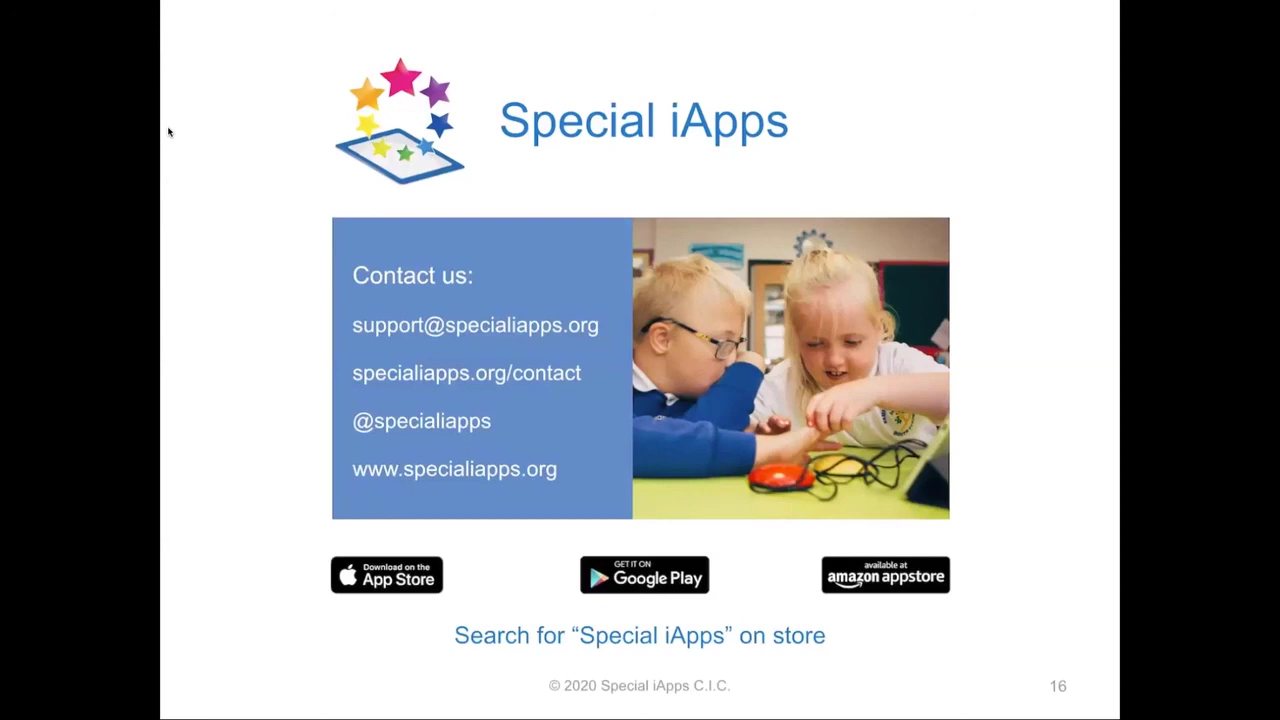 Special iApps
Contact us:
support@specialiapps.org
specialiapps.org/contact
@specialiapps
www.specialiapps.org
Download on the
App Store
GET IT ON
Google Play
available at
amazon appstore
Search for “Special iApps” on store
© 2020 Special iApps C.I.C.
16